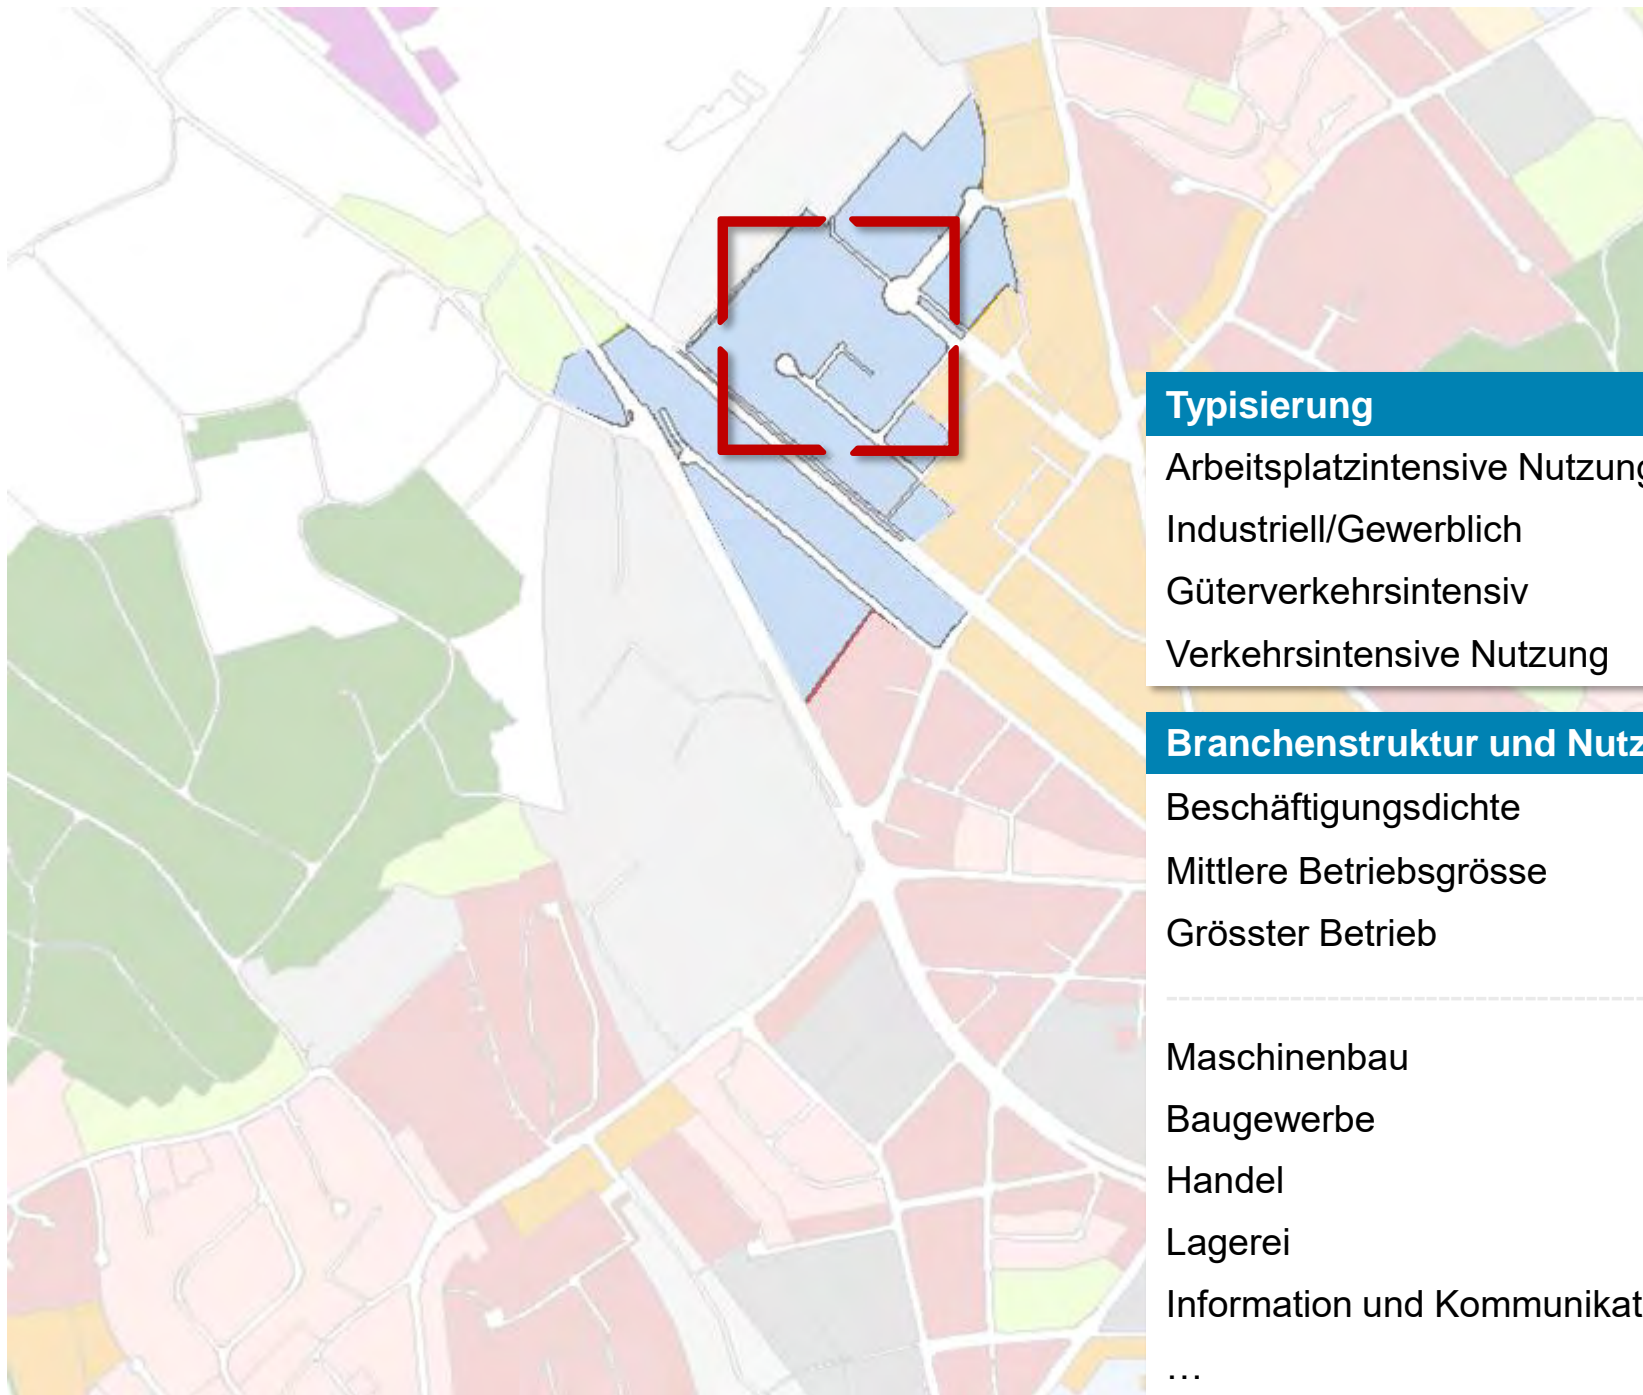 Typisierung
Arbeitsplatzintensive Nutzung
Industriell/Gewerblich
Güterverkehrsintensiv
Verkehrsintensive Nutzung
Branchenstruktur und Nutz
Beschäftigungsdichte
Mittlere Betriebsgrösse
Grösster Betrieb
Maschinenbau
Baugewerbe
Handel
Lagerei
Information und Kommunikat
…